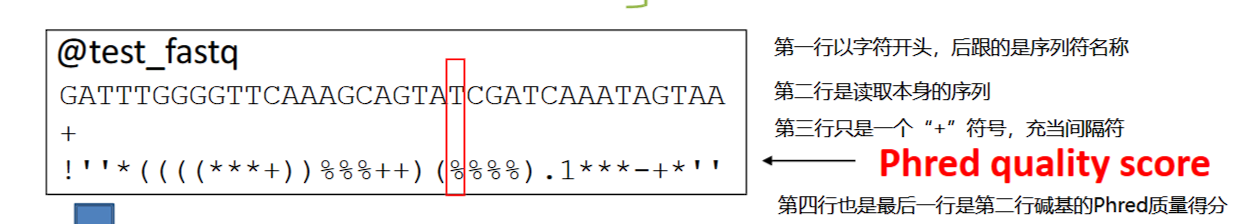 @test_fastq
GATTTGGGGTTCAAAGCAGTATCGATCAAATAGTAA
+
!''*((((***+))%%%++)(%%%%).1***-+*''
第一行以字符开头，后跟的是序列符名称
第二行是读取本身的序列
第三行只是一个“+”符号，充当间隔符
Phred quality score
第四行也是最后一行是第二行碱基的Phred质量得分